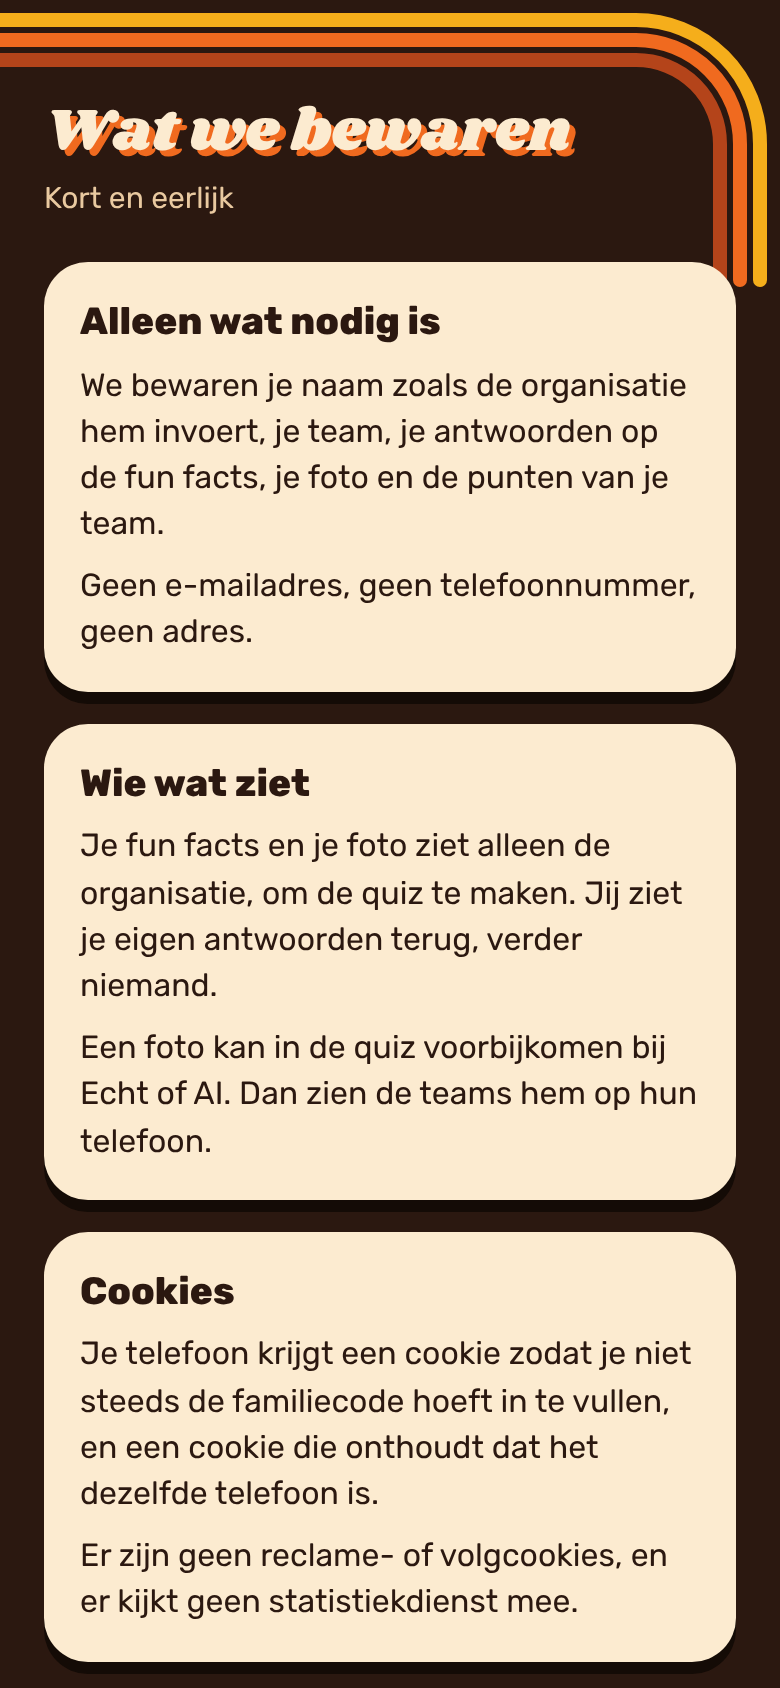 Wat we bewaren
Kort en eerlijk
Alleen wat nodig is
We bewaren je naam zoals de organisatie
hem invoert, je team, je antwoorden op
de fun facts, je foto en de punten van je
team.
Geen e-mailadres, geen telefoonnummer,
geen adres.
Wie wat ziet
Je fun facts en je foto ziet alleen de
organisatie, om de quiz te maken. Jij ziet
je eigen antwoorden terug, verder
niemand.
Een foto kan in de quiz voorbijkomen bij
Echt of AI. Dan zien de teams hem op hun
telefoon.
Cookies
Je telefoon krijgt een cookie zodat je niet
steeds de familiecode hoeft in te vullen,
en een cookie die onthoudt dat het
dezelfde telefoon is.
Er zijn geen reclame- of volgcookies, en
er kijkt geen statistiekdienst mee.